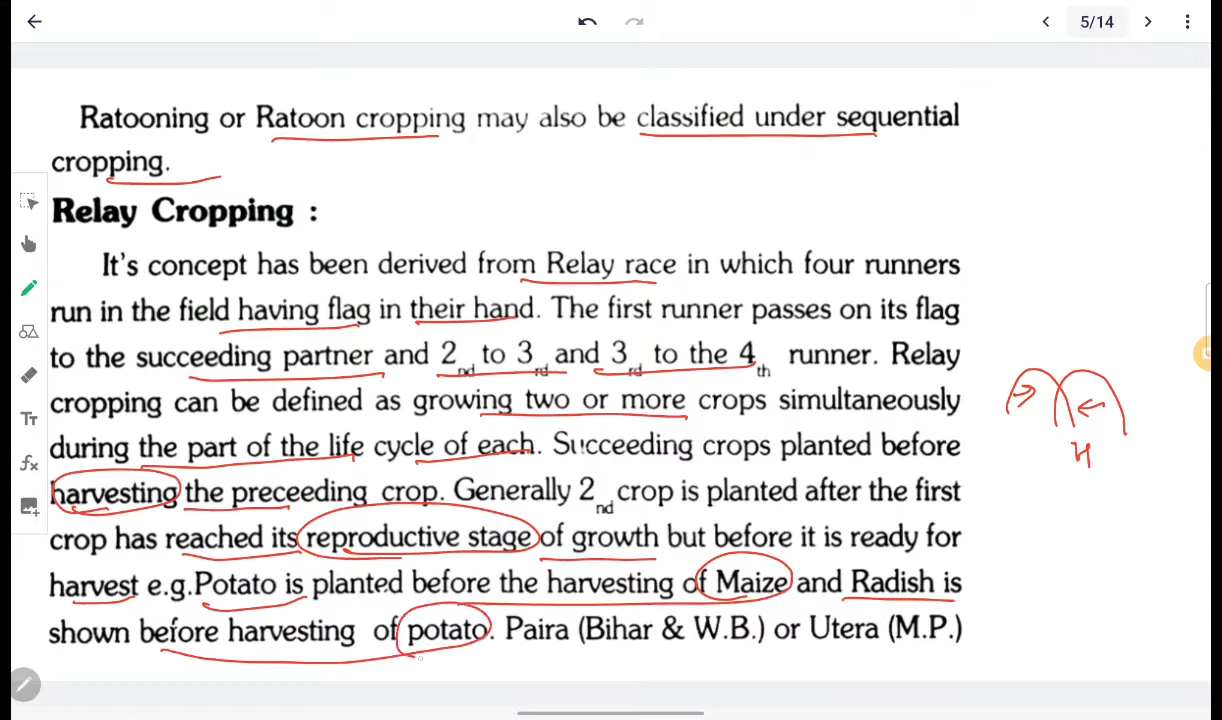 5/14
Ratooning or Ratoon cropping may also be classified under sequential
cropping.
Relay Cropping :
It's concept has been derived from Relay race in which four runners
run in the field having flag in their hand. The first runner passes on its flag
to the succeeding partner and 2nd to 3rd and 3rd to the 4th runner. Relay
cropping can be defined as growing two or more crops simultaneously
during the part of the life cycle of each. Succeeding crops planted before
harvesting the preceeding crop. Generally 2nd crop is planted after the first
crop has reached its reproductive stage of growth but before it is ready for
harvest e.g.Potato is planted before the harvesting of Maize and Radish is
shown before harvesting of potato. Paira (Bihar & W.B.) or Utera (M.P.)
Tт
fx
H